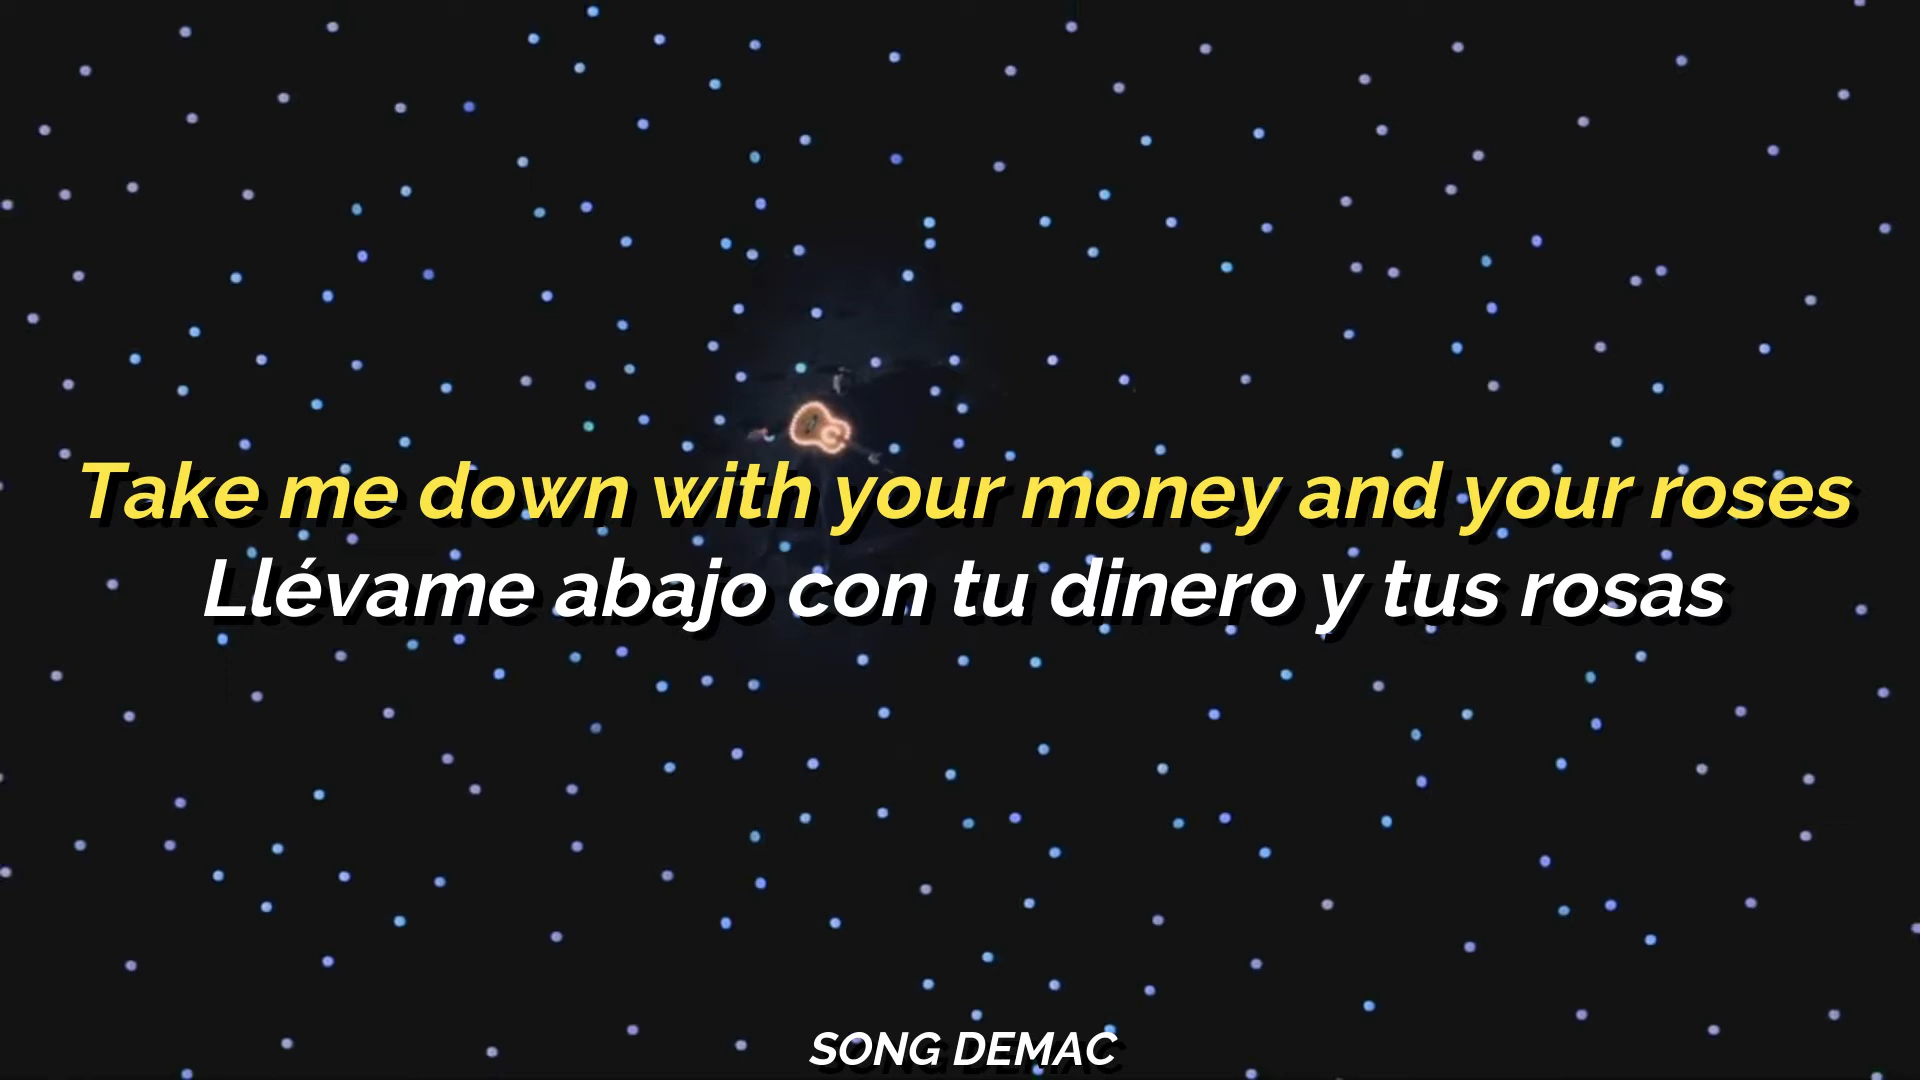 Take me down with your money and your roses
Llévame abajo con tu dinero y tus rosas
SONG DEMAC